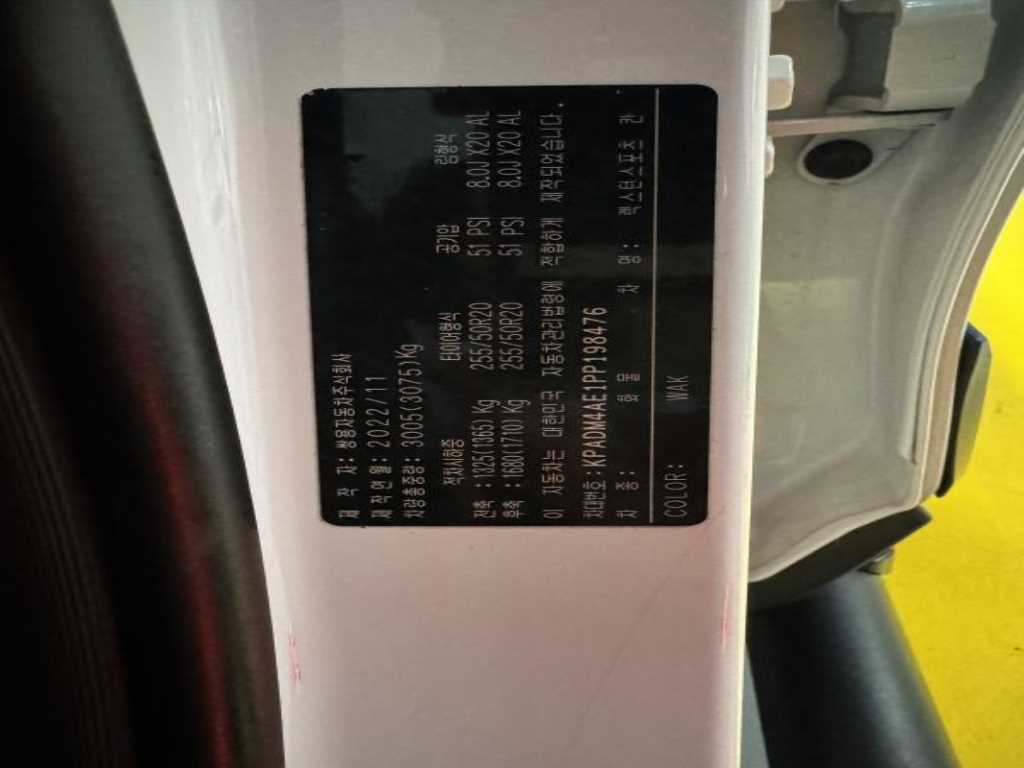 제 작 자 : 쌍용자동차주식회사
제 작 연 월 : 2022/11
차량 총 중량 : 3005(3075)Kg
적차시하중 타이어형식 공기압 림형식
전축 : 1325(1365) Kg 255/50R20 51 PSI 8.0J X20 AL
후축 : 1680(1710) Kg 255/50R20 51 PSI 8.0J X20 AL
이 자동차는 대한민국 자동차관리법령에 적합하게 제작되었습니다.
차대번호 : KPADM4AE1PP198476
차 종 : 화 물 차 명 : 렉스턴스포츠 칸
COLOR: WAK